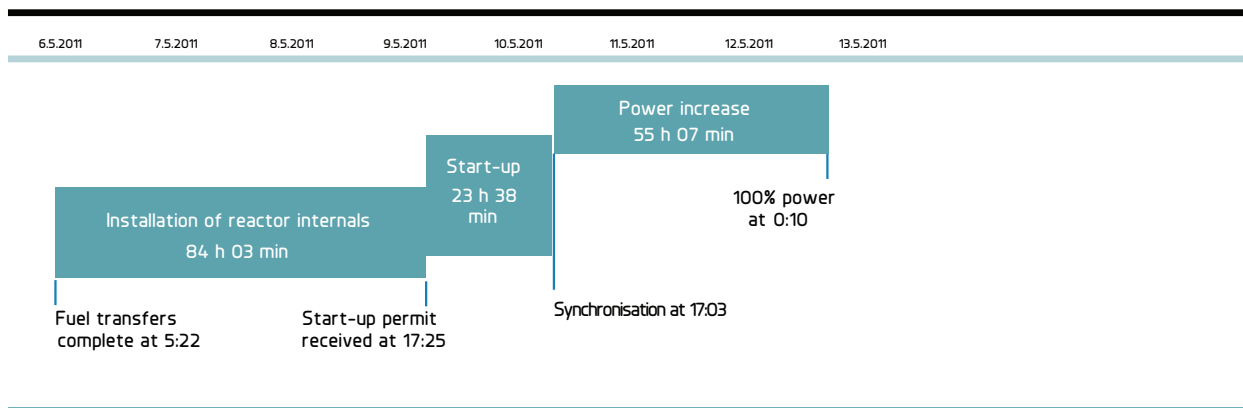 6.5.2011 7.5.2011 8.5.2011 9.5.2011 10.5.2011 11.5.2011 12.5.2011 13.5.2011
Power increase
55 h 07 min
Start-up
23 h 38
min
100% power
at 0:10
Installation of reactor internals
84 h 03 min
Synchronisation at 17:03
Fuel transfers
complete at 5:22
Start-up permit
received at 17:25